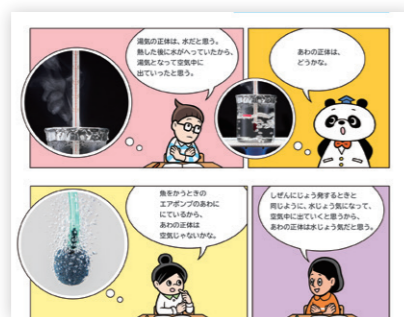 湯気の正体は、水だと思う。
熱した後に水がへっていたから、
湯気となって空気中に
出ていったと思う。
あわの正体は、
どうかな。
魚をかうときの
エアポンプのあわに
にているから、
あわの正体は
空気じゃないかな。
しぜんにじょう発するときと
同じように、水じょう気になって、
空気中に出ていくと思うから、
あわの正体は水じょう気だと思う。